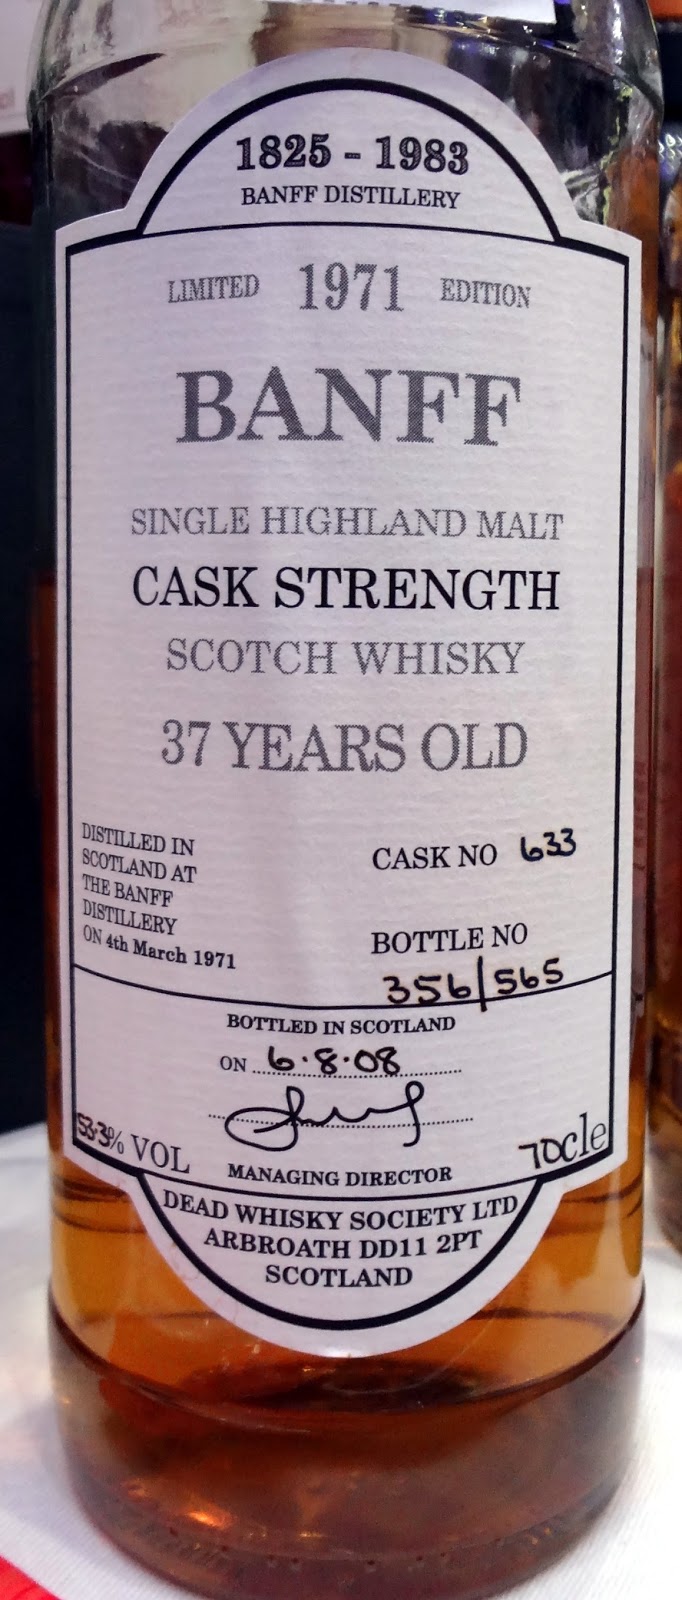 1825 - 1983
BANFF DISTILLERY
LIMITED 1971 EDITION
BANFF
SINGLE HIGHLAND MALT
CASK STRENGTH
SCOTCH WHISKY
37 YEARS OLD
DISTILLED IN
SCOTLAND AT
THE BANFF
DISTILLERY
ON 4th March 1971
CASK NO 633
BOTTLE NO
356/565
BOTTLED IN SCOTLAND
ON 6.8.08
53.3% VOL
MANAGING DIRECTOR
70cle
DEAD WHISKY SOCIETY LTD
ARBROATH DD11 2PT
SCOTLAND